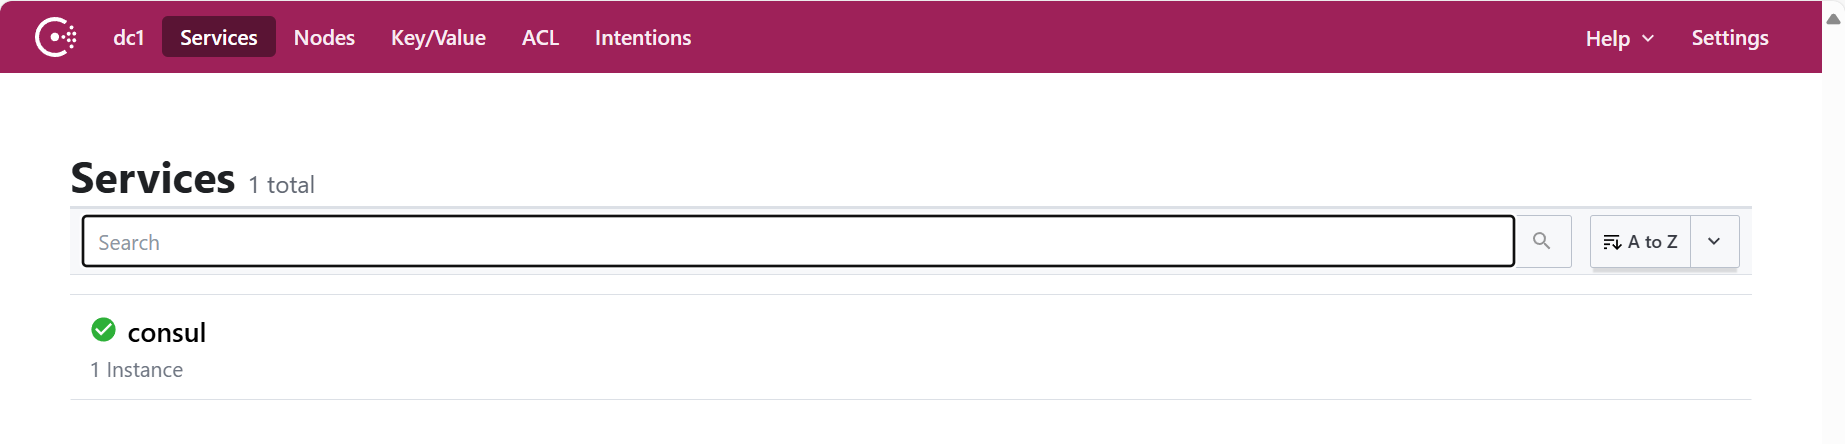 dc1 Services Nodes Key/Value ACL Intentions Help Settings
Services 1 total
Search A to Z
consul
1 Instance